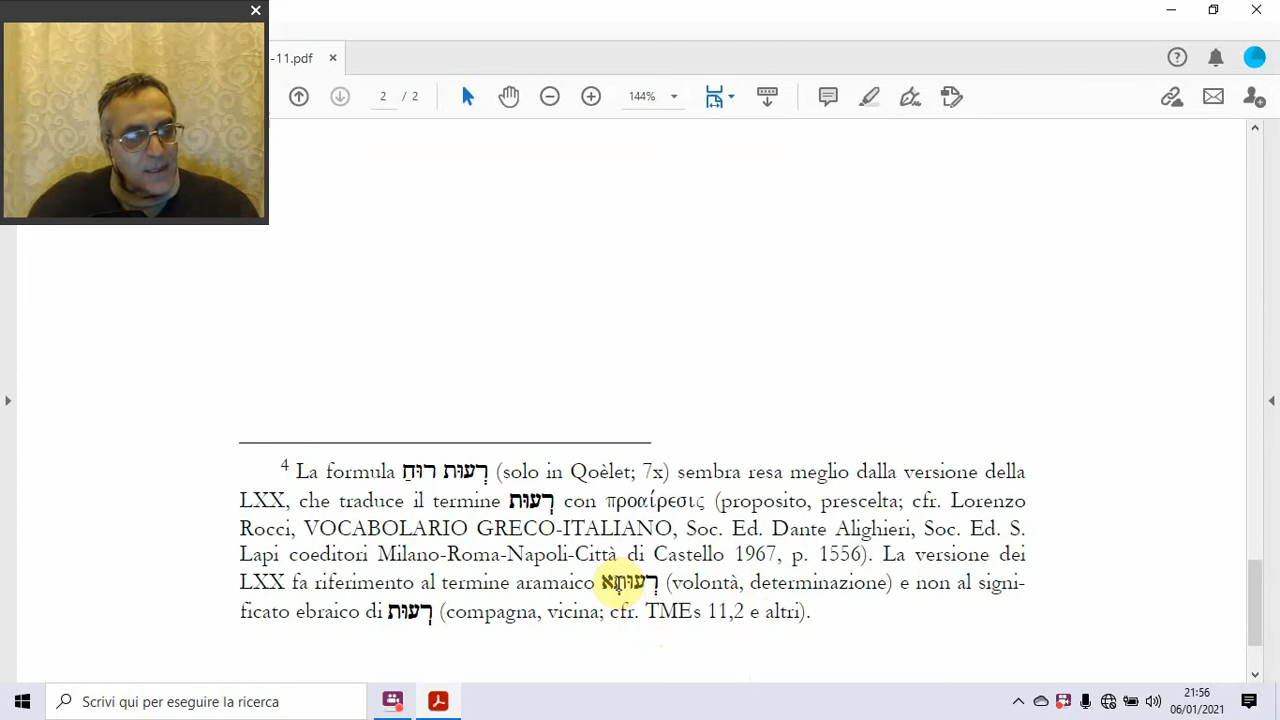 -11.pdf
2 / 2
144%
4 La formula רְעוּת רוּחַ (solo in Qoèlet; 7x) sembra resa meglio dalla versione della
LXX, che traduce il termine רְעוּת con προαίρεσις (proposito, prescelta; cfr. Lorenzo
Rocci, VOCABOLARIO GRECO-ITALIANO, Soc. Ed. Dante Alighieri, Soc. Ed. S.
Lapi coeditori Milano-Roma-Napoli-Città di Castello 1967, p. 1556). La versione dei
LXX fa riferimento al termine aramaico רְעוּתָא (volontà, determinazione) e non al signi-
ficato ebraico di רְעוּת (compagna, vicina; cfr. TMEs 11,2 e altri).
Scrivi qui per eseguire la ricerca
21:56
06/01/2021